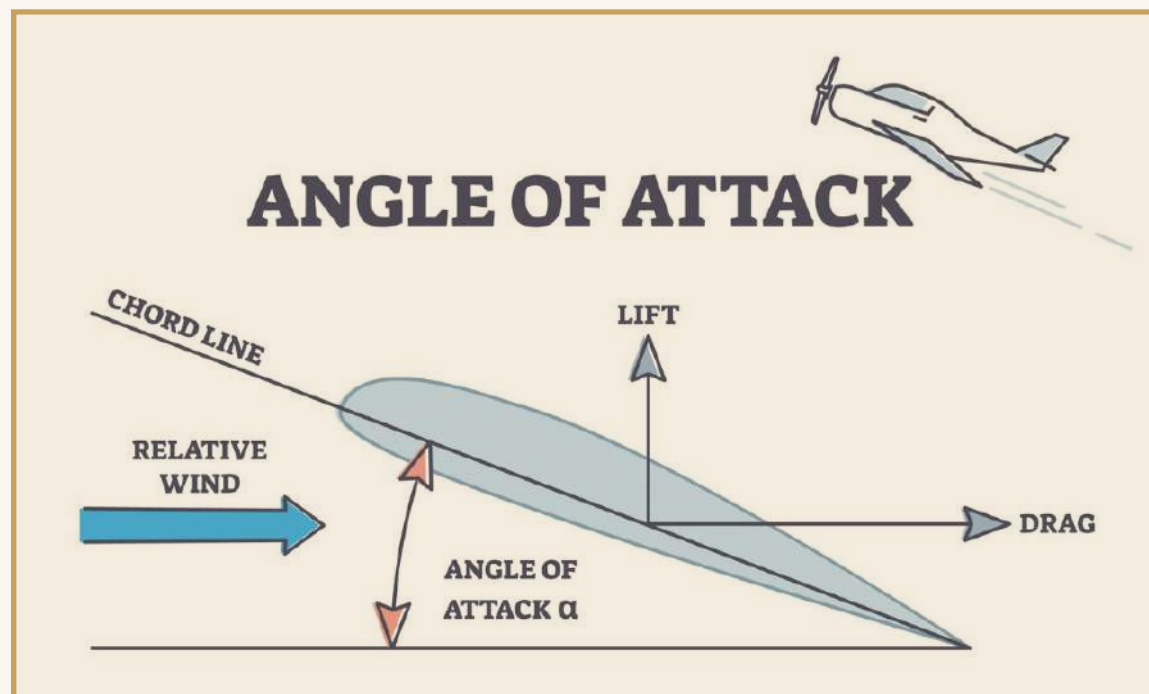 ANGLE OF ATTACK
CHORD LINE
LIFT
RELATIVE
WIND
DRAG
ANGLE OF
ATTACK α